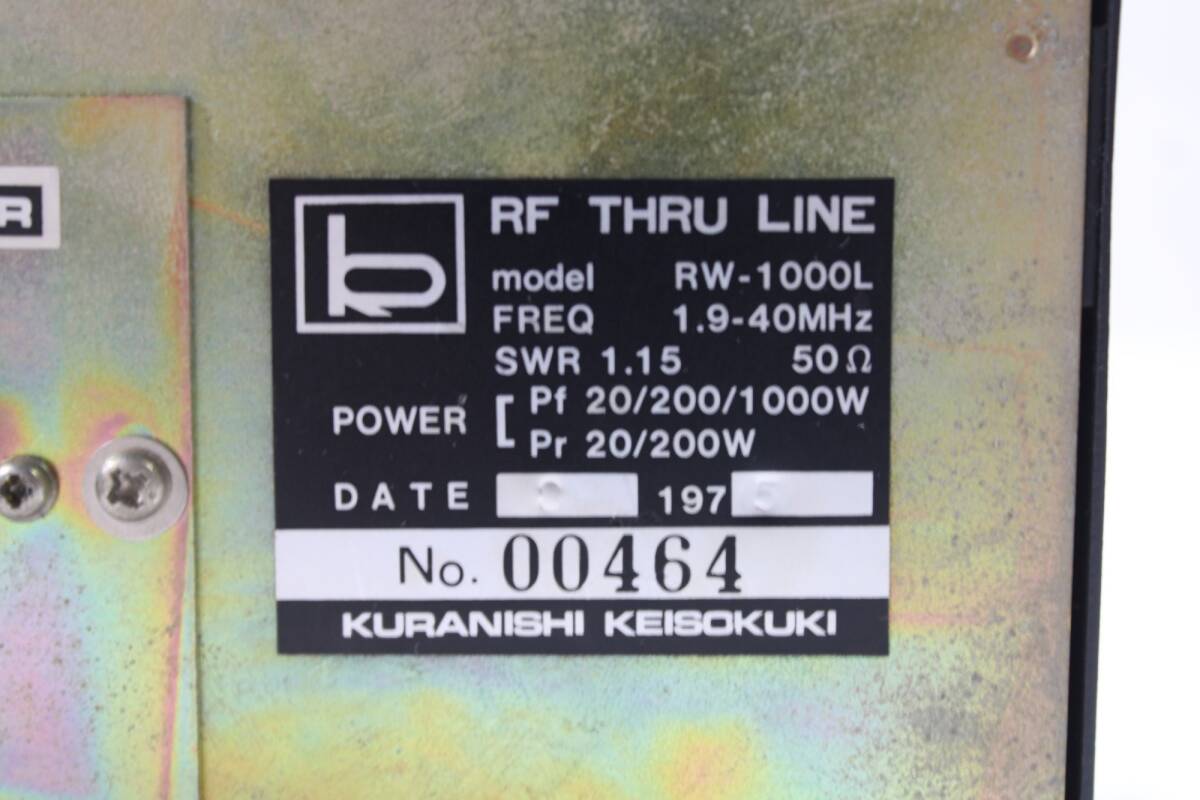 R
RF THRU LINE
model RW-1000L
FREQ 1.9-40MHz
SWR 1.15 50Ω
POWER [ Pf 20/200/1000W
Pr 20/200W
DATE 197 5
No. 00464
KURANISHI KEISOKUKI